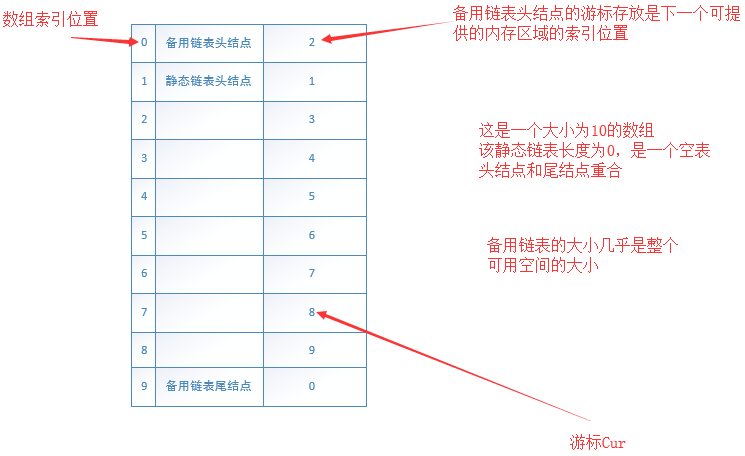 数组索引位置
备用链表头结点的游标存放是下一个可提
供的内存区域的索引位置
0 备用链表头结点 2
1 静态链表头结点 1
2 3
3 4
4 5
5 6
6 7
7 8
8 9
9 备用链表尾结点 0
这是一个大小为10的数组
该静态链表长度为0，是一个空表
头结点和尾结点重合
备用链表的大小几乎是整个
可用空间的大小
游标Cur